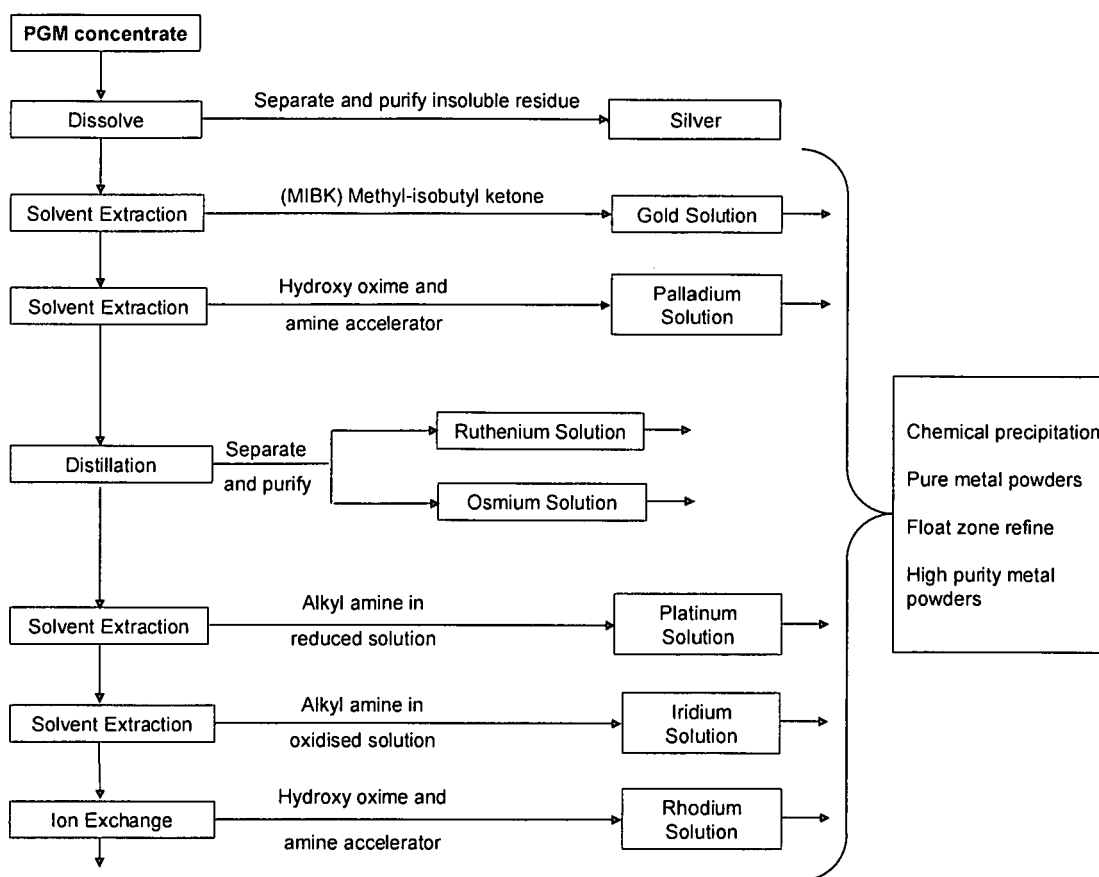 PGM concentrate
Dissolve
Separate and purify insoluble residue
Silver
Solvent Extraction
(MIBK) Methyl-isobutyl ketone
Gold Solution
Solvent Extraction
Hydroxy oxime and
amine accelerator
Palladium
Solution
Distillation
Separate
and purify
Ruthenium Solution
Osmium Solution
Solvent Extraction
Alkyl amine in
reduced solution
Platinum
Solution
Solvent Extraction
Alkyl amine in
oxidised solution
Iridium
Solution
Ion Exchange
Hydroxy oxime and
amine accelerator
Rhodium
Solution
Chemical precipitation
Pure metal powders
Float zone refine
High purity metal
powders